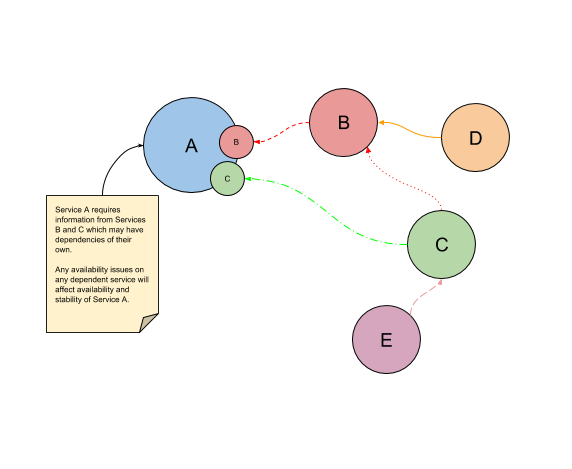 A
B
C
B
D
C
E
Service A requires
information from Services
B and C which may have
dependencies of their
own.
Any availability issues on
any dependent service will
affect availability and
stability of Service A.